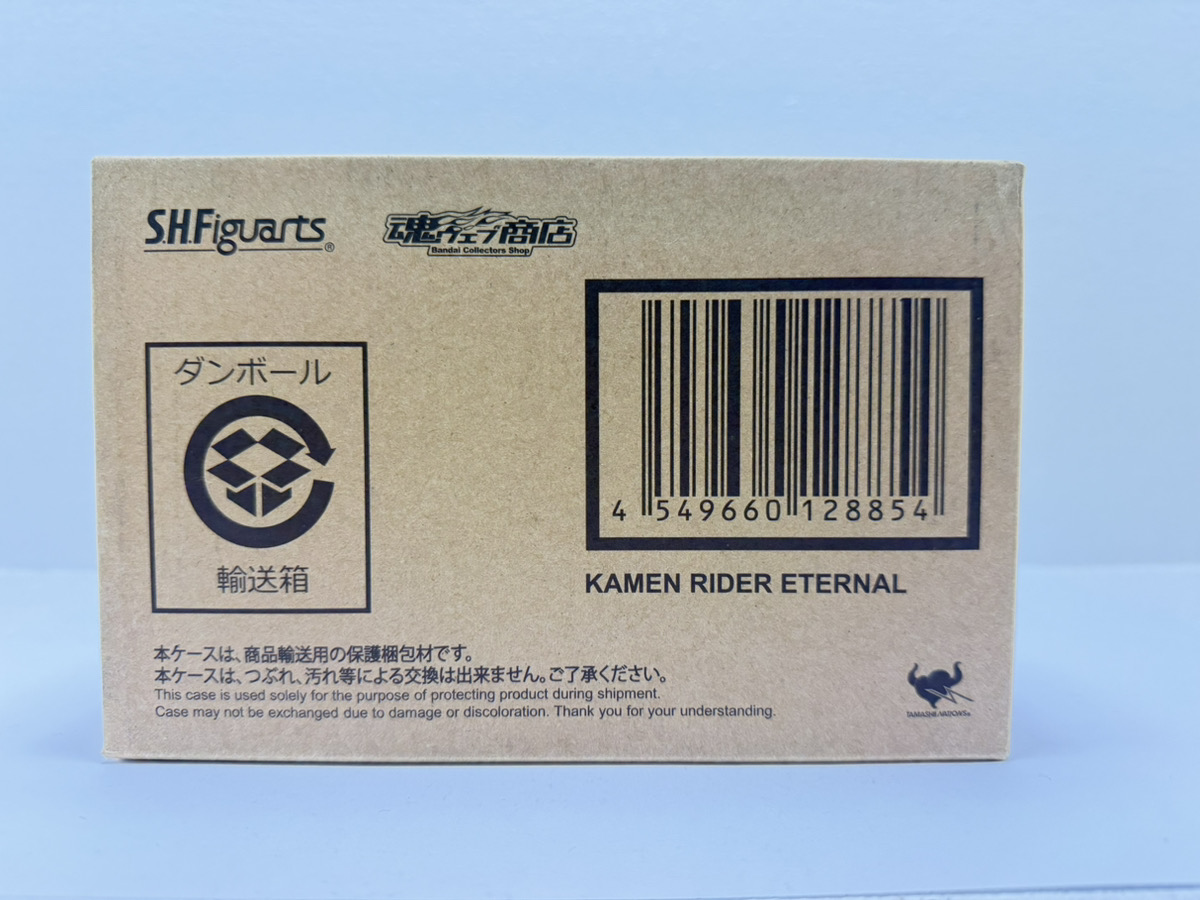 S.H.Figuarts®
魂ウェブ商店
Bandai Collectors Shop
ダンボール
輸送箱
4 549660 128854
KAMEN RIDER ETERNAL
本ケースは、商品輸送用の保護梱包材です。
本ケースは、つぶれ、汚れ等による交換は出来ません。ご了承ください。
This case is used solely for the purpose of protecting product during shipment.
Case may not be exchanged due to damage or discoloration. Thank you for your understanding.
TAMASHII NATIONS